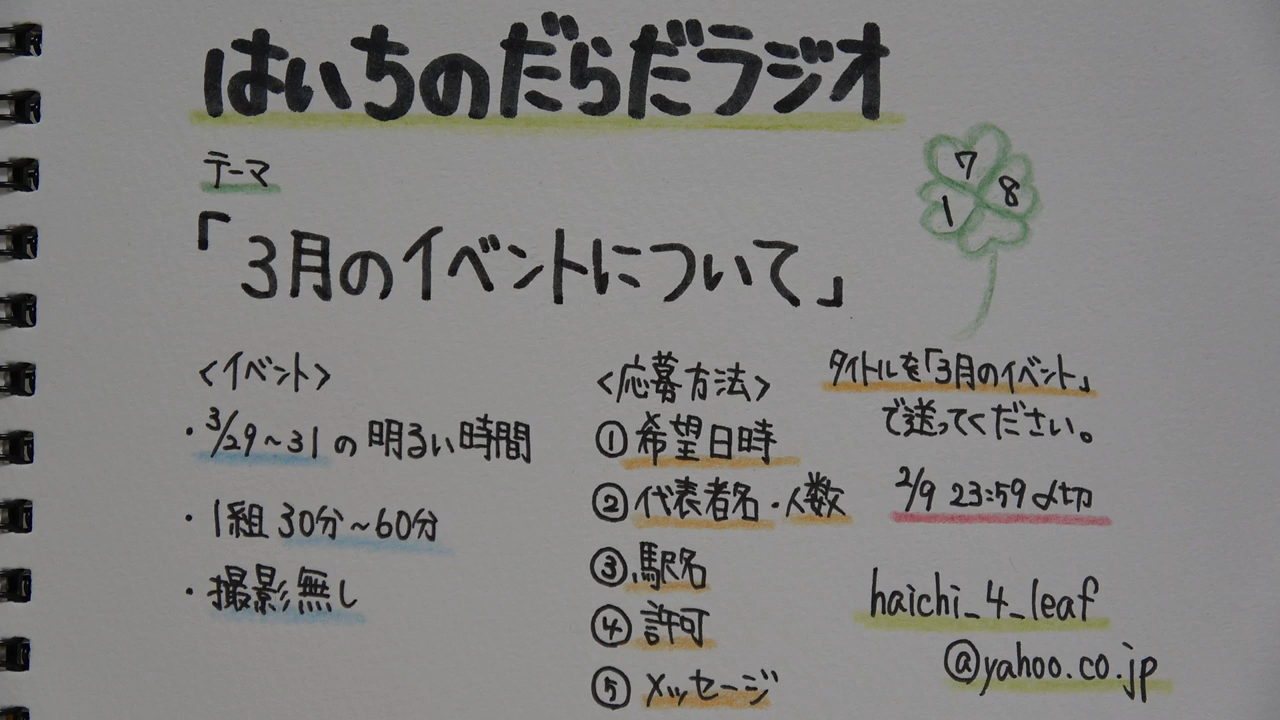 はいちのだらだラジオ
テーマ
「3月のイベントについて」
7
8
1
<イベント>
・3/29~31の明るい時間
・1組30分~60分
・撮影無し
<応募方法>
①希望日時
②代表者名・人数
③駅名
④許可
⑤メッセージ
タイトルを「3月のイベント」
で送ってください。
2/9 23:59〆切
haichi_4_leaf
@yahoo.co.jp